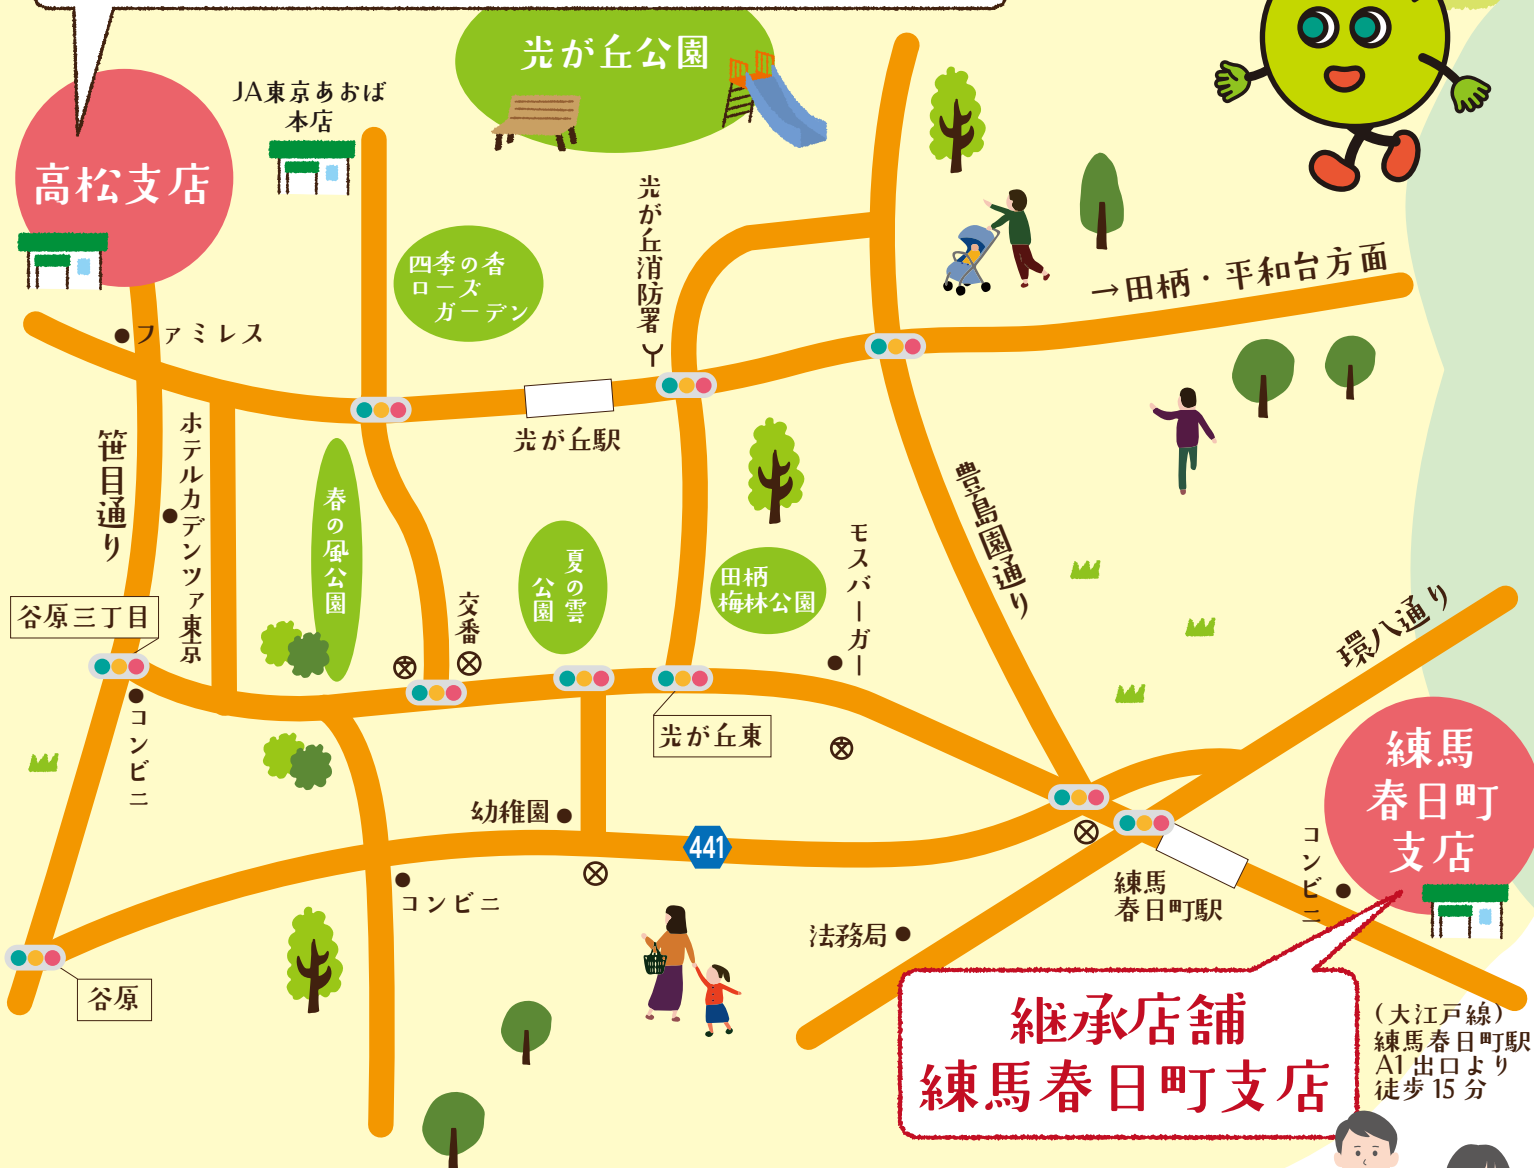 光が丘公園
JA東京あおば
本店
高松支店
四季の香
ローズ
ガーデン
光が丘消防署
→田柄・平和台方面
ファミレス
光が丘駅
笹目通り
ホテルカデンツァ東京
春の風公園
夏の雲
公園
田柄
梅林公園
モスバーガー
豊島園通り
環八通り
交番
谷原三丁目
コンビニ
光が丘東
幼稚園
441
コンビニ
法務局
練馬
春日町駅
コンビニ
練馬
春日町
支店
谷原
継承店舗
練馬春日町支店
(大江戸線)
練馬春日町駅
A1出口より
徒歩15分